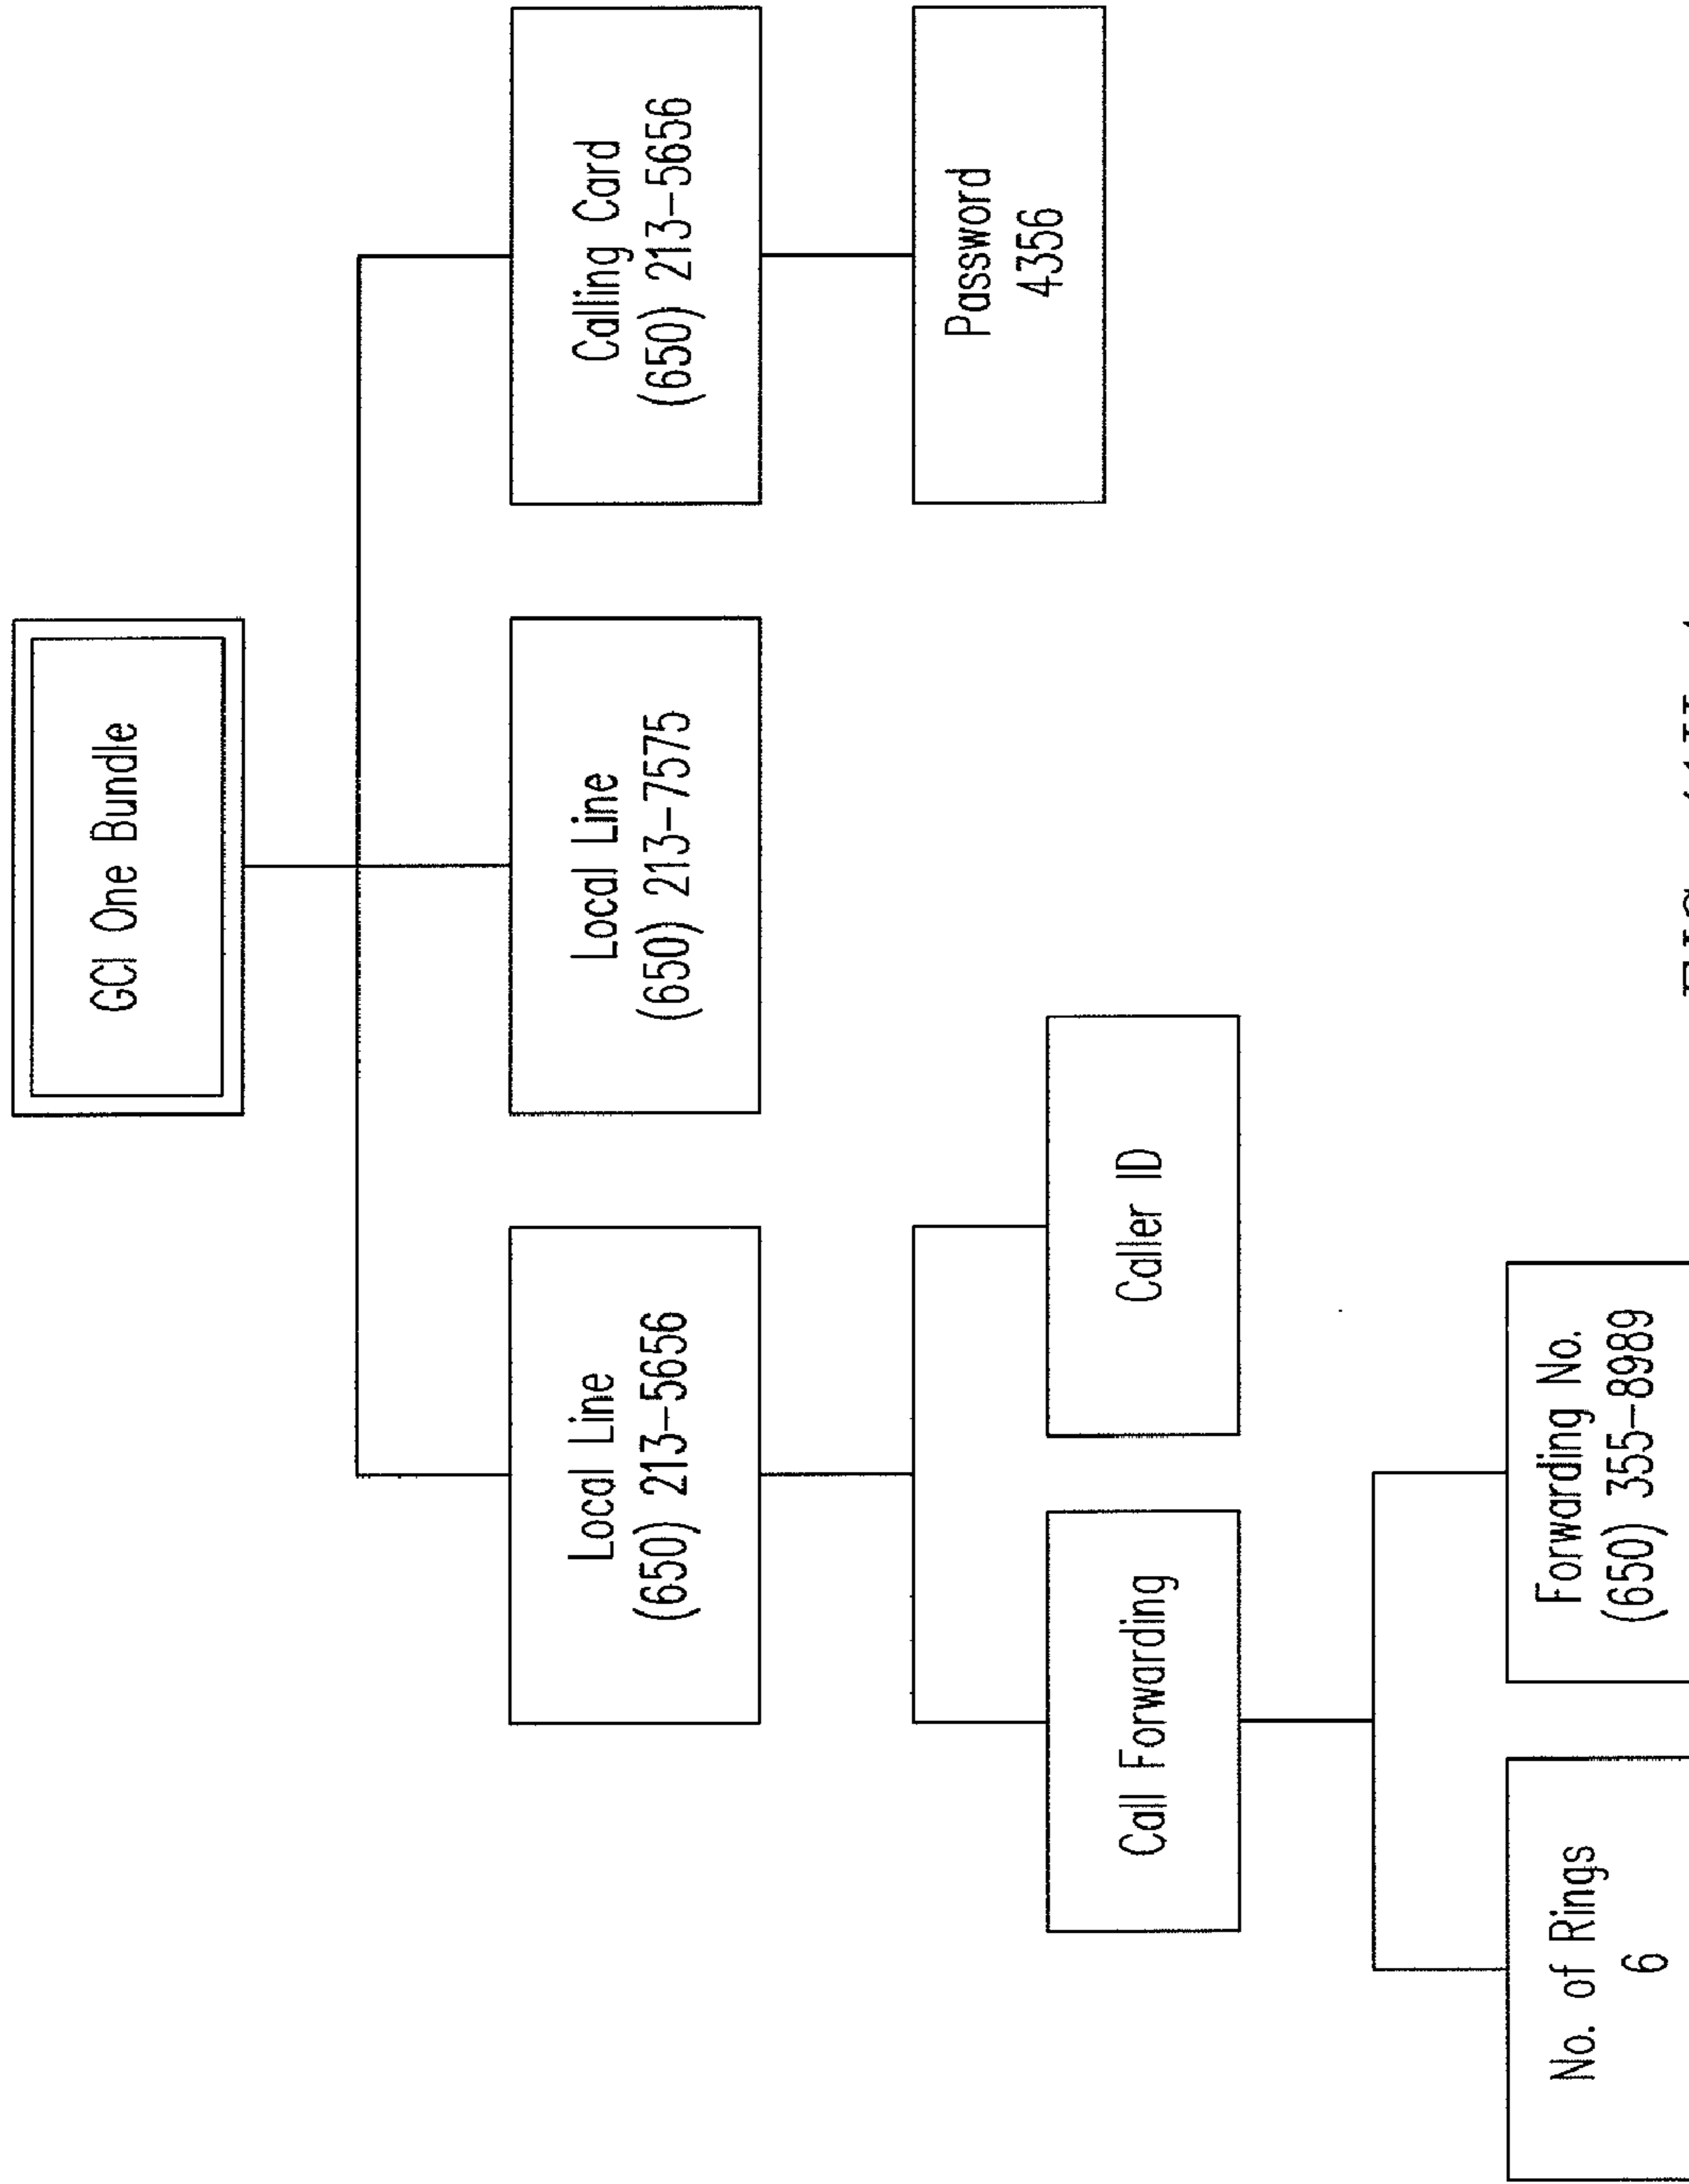 GCI One Bundle
Local Line
(650) 213-5656
Local Line
(650) 213-7575
Calling Card
(650) 213-5656
Call Forwarding
Caller ID
Password
4356
No. of Rings
6
Forwarding No.
(650) 355-8989